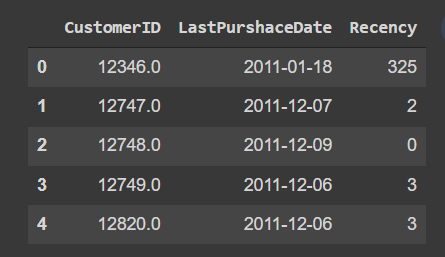 CustomerID LastPurshaceDate Recency
0 12346.0 2011-01-18 325
1 12747.0 2011-12-07 2
2 12748.0 2011-12-09 0
3 12749.0 2011-12-06 3
4 12820.0 2011-12-06 3